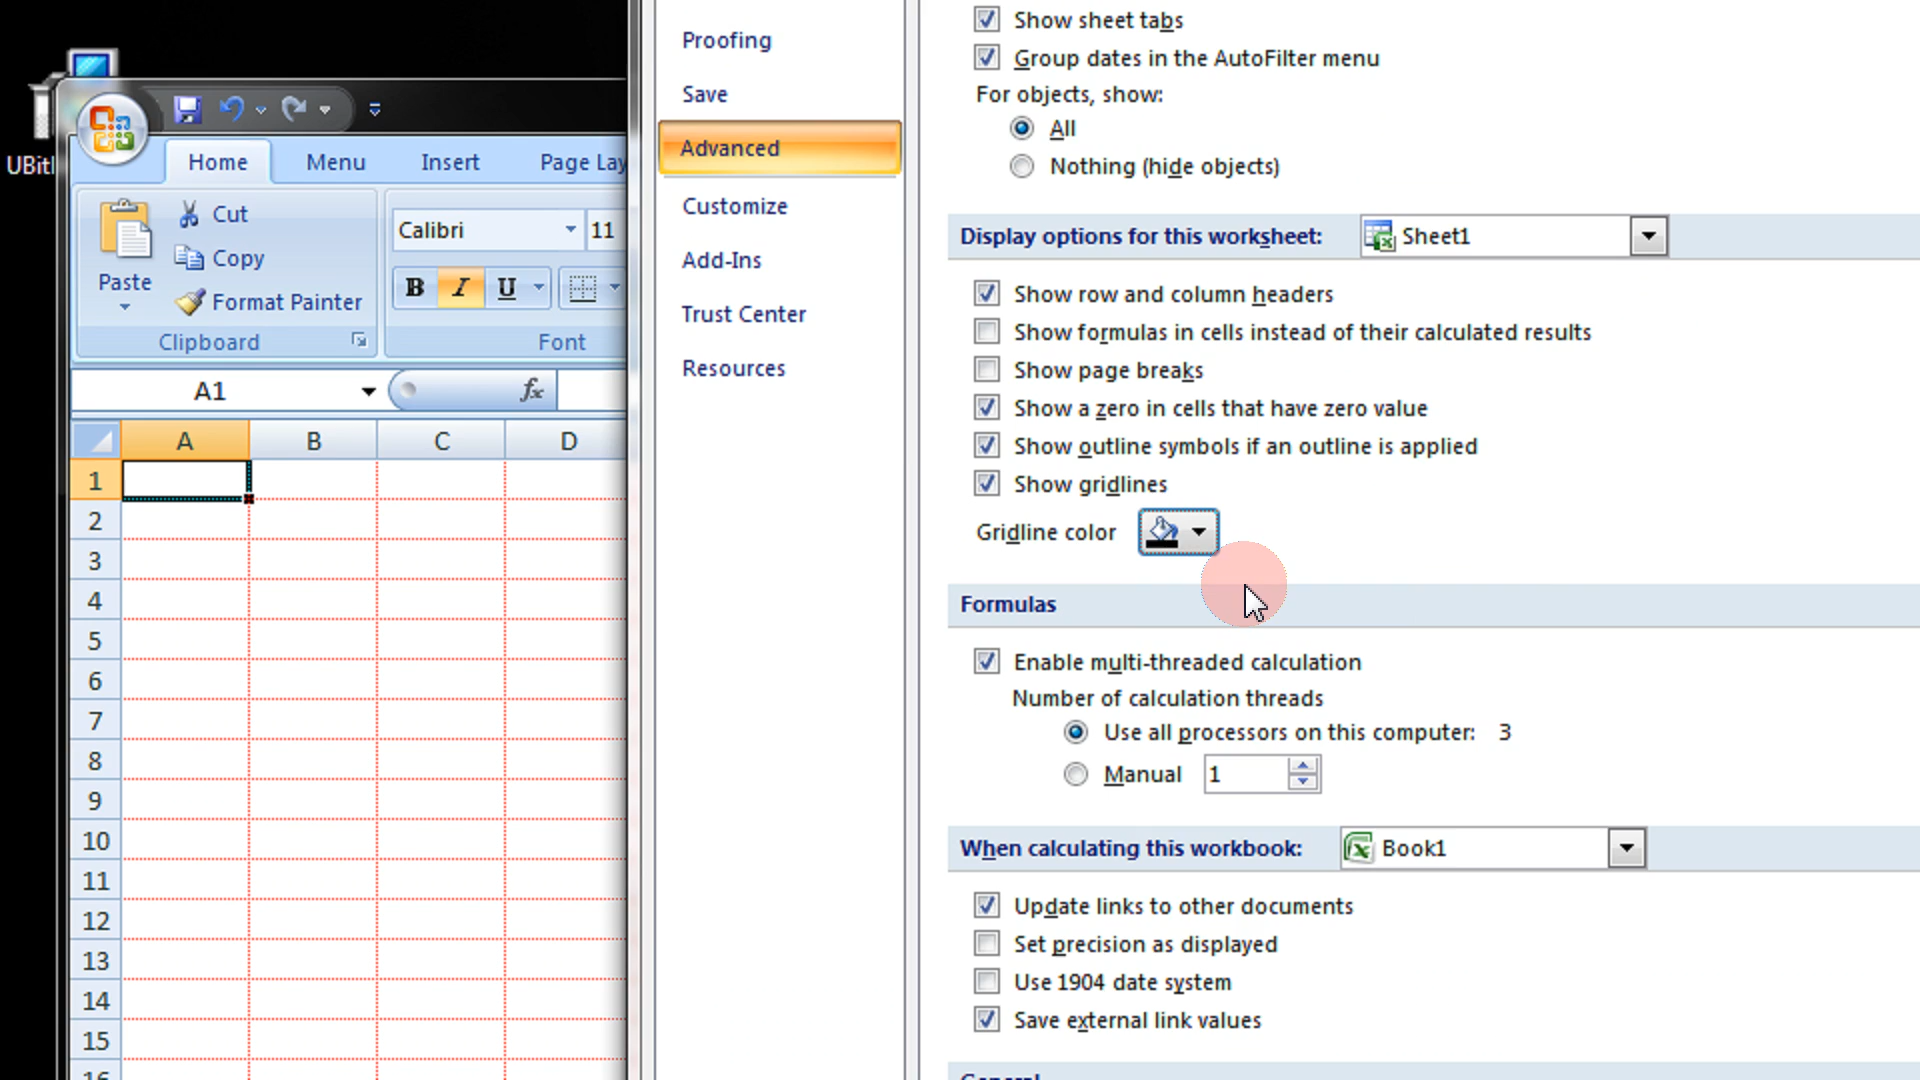 UBitl
Home Menu Insert Page Lay
Cut
Copy
Paste
Format Painter
Clipboard
Calibri 11
B I U
Font
A1 fx
A B C D
1
2
3
4
5
6
7
8
9
10
11
12
13
14
15
16
Proofing
Save
Advanced
Customize
Add-Ins
Trust Center
Resources
Show sheet tabs
Group dates in the AutoFilter menu
For objects, show:
All
Nothing (hide objects)
Display options for this worksheet: Sheet1
Show row and column headers
Show formulas in cells instead of their calculated results
Show page breaks
Show a zero in cells that have zero value
Show outline symbols if an outline is applied
Show gridlines
Gridline color
Formulas
Enable multi-threaded calculation
Number of calculation threads
Use all processors on this computer: 3
Manual 1
When calculating this workbook: Book1
Update links to other documents
Set precision as displayed
Use 1904 date system
Save external link values
General